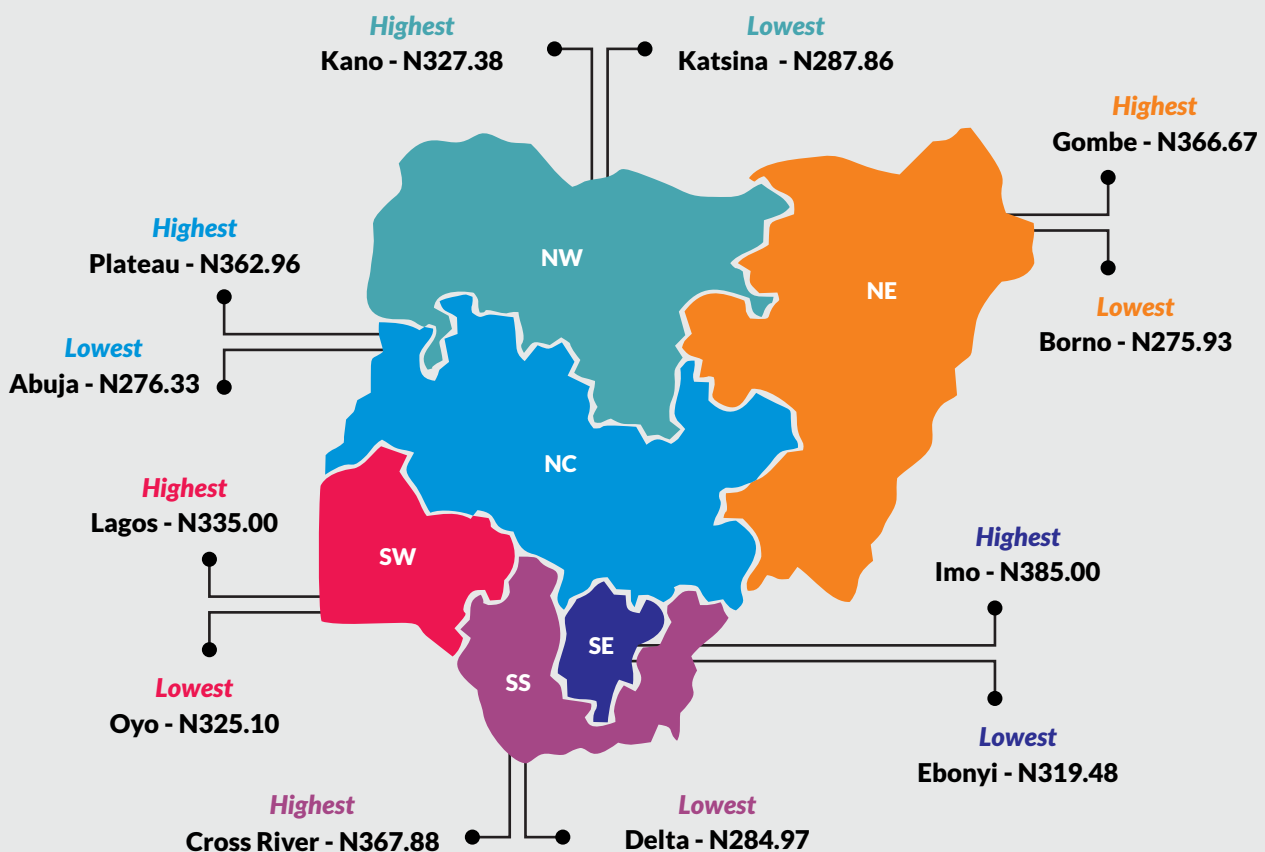 Highest
Kano - N327.38
Lowest
Katsina - N287.86
Highest
Gombe - N366.67
Highest
Plateau - N362.96
NW
NE
Lowest
Borno - N275.93
Lowest
Abuja - N276.33
NC
Highest
Lagos - N335.00
SW
Highest
Imo - N385.00
SE
SS
Lowest
Oyo - N325.10
Lowest
Ebonyi - N319.48
Highest
Cross River - N367.88
Lowest
Delta - N284.97